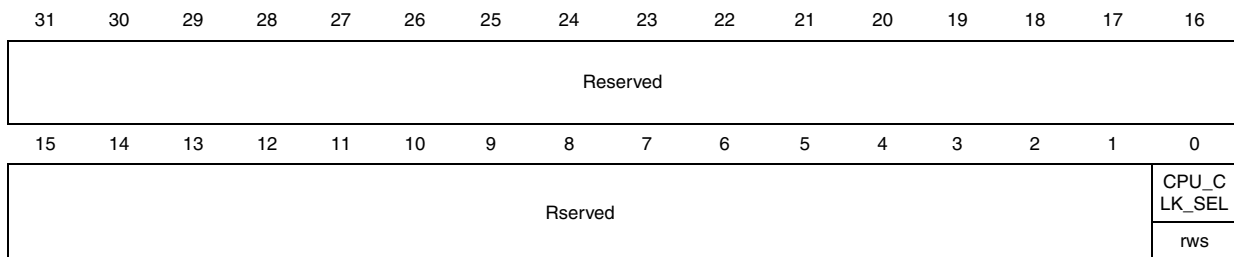 31 30 29 28 27 26 25 24 23 22 21 20 19 18 17 16
Reserved
15 14 13 12 11 10 9 8 7 6 5 4 3 2 1 0
Rserved
CPU_C
LK_SEL
rws